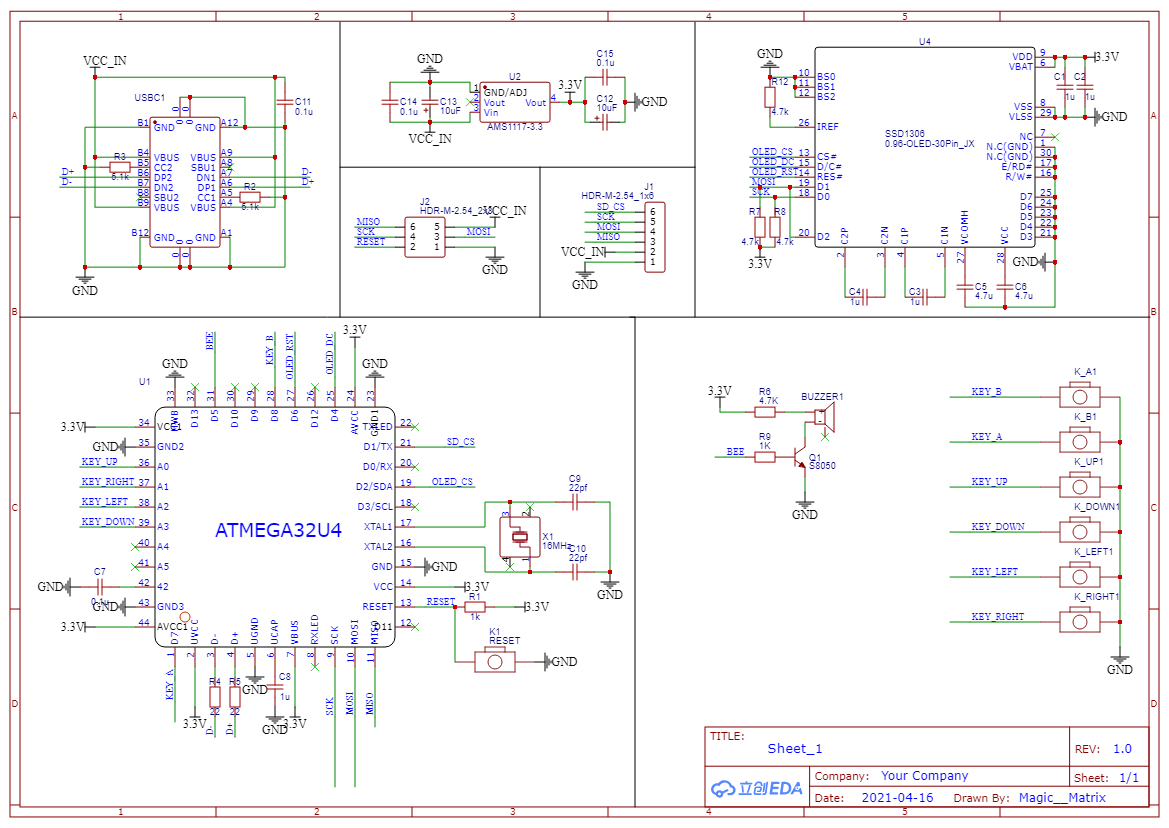 1 2 3 4 5
A
B
C
D
VCC_IN
USBC1
C11
0.1u
0 0
B1 GND GND A12
B4 VBUS VBUS A9
B5 CC2 SBU1 A8
B6 DP2 DN1 A7
B7 DN2 DP1 A6
B8 SBU2 CC1 A5
B9 VBUS VBUS A4
B12 GND GND A1
0 0
R3
5.1k
D+
D-
R2
5.1k
D-
D+
GND
GND
C14
0.1u
C13
10uF
VCC_IN
U2
1 GND/ADJ
2 Vout Vout 4
3 Vin
AMS1117-3.3
3.3V
C15
0.1u
C12
10uF
GND
J2
HDR-M-2.54_2x3
VCC_IN
MISO 6 5
SCK 4 3 MOSI
RESET 2 1
GND
J1
HDR-M-2.54_1x6
SD_CS 6
SCK 5
MOSI 4
MISO 3
VCC_IN 2
1
GND
U4
GND
R12
4.7k
10 BS0
11 BS1
12 BS2
26 IREF
OLED_CS 13 CS#
OLED_DC 15 D/C#
OLED_RST 14 RES#
MOSI 19 D1
SCK 18 D0
20 D2
R7
4.7k
R8
4.7k
3.3V
SSD1306
0.96-OLED-30Pin_JX
VDD 9
VBAT 6
VSS 8
VLSS 29
NC 7
N.C(GND) 1
N.C(GND) 30
E/RD# 17
R/W# 16
D7 25
D6 24
D5 23
D4 22
D3 21
3.3V
C1
1u
C2
1u
GND
C2P C2N C1P C1N VCOMH VCC
2 3 4 5 27 28
GND
C4
1u
C3
1u
C5
4.7u
C6
4.7u
U1
BEE KEY_B OLED_RST OLED_DC 3.3V
GND GND
33 32 31 30 29 28 27 26 25 24 23
PWB D13 D5 D10 D9 D8 D6 D12 D4 AVCC GND1
3.3V 34 VCC1
GND 35 GND2
KEY_UP 36 A0
KEY_RIGHT 37 A1
KEY_LEFT 38 A2
KEY_DOWN 39 A3
40 A4
41 A5
42 42
43 GND3
44 AVCC1
GND
C7
0.1u
GND
3.3V
ATMEGA32U4
TXLED 22
D1/TX 21 SD_CS
D0/RX 20
D2/SDA 19 OLED_CS
D3/SCL 18
XTAL1 17
XTAL2 16
GND 15 GND
VCC 14 3.3V
RESET 13 RESET
D11 12
D7 UVCC D- D+ UGND UCAP VBUS RXLED SCK MOSI MISO
1 2 3 4 5 6 7 8 9 10 11
KEY_A
3.3V
R4
22
D-
R5
22
D+
GND
C8
1u
GND
3.3V
SCK
MOSI
MISO
3 2
4 1
X1
16MHz
C9
22pf
C10
22pf
GND
R1
1k
3.3V
K1
RESET
GND
3.3V
R6
4.7K
BUZZER1
BEE
R9
1K
Q1
S8050
GND
K_A1
KEY_B
K_B1
KEY_A
K_UP1
KEY_UP
K_DOWN1
KEY_DOWN
K_LEFT1
KEY_LEFT
K_RIGHT1
KEY_RIGHT
GND
TITLE:
Sheet_1
REV: 1.0
立创EDA
Company: Your Company
Sheet: 1/1
Date: 2021-04-16
Drawn By: Magic__Matrix
A
B
C
D
1 2 3 4 5